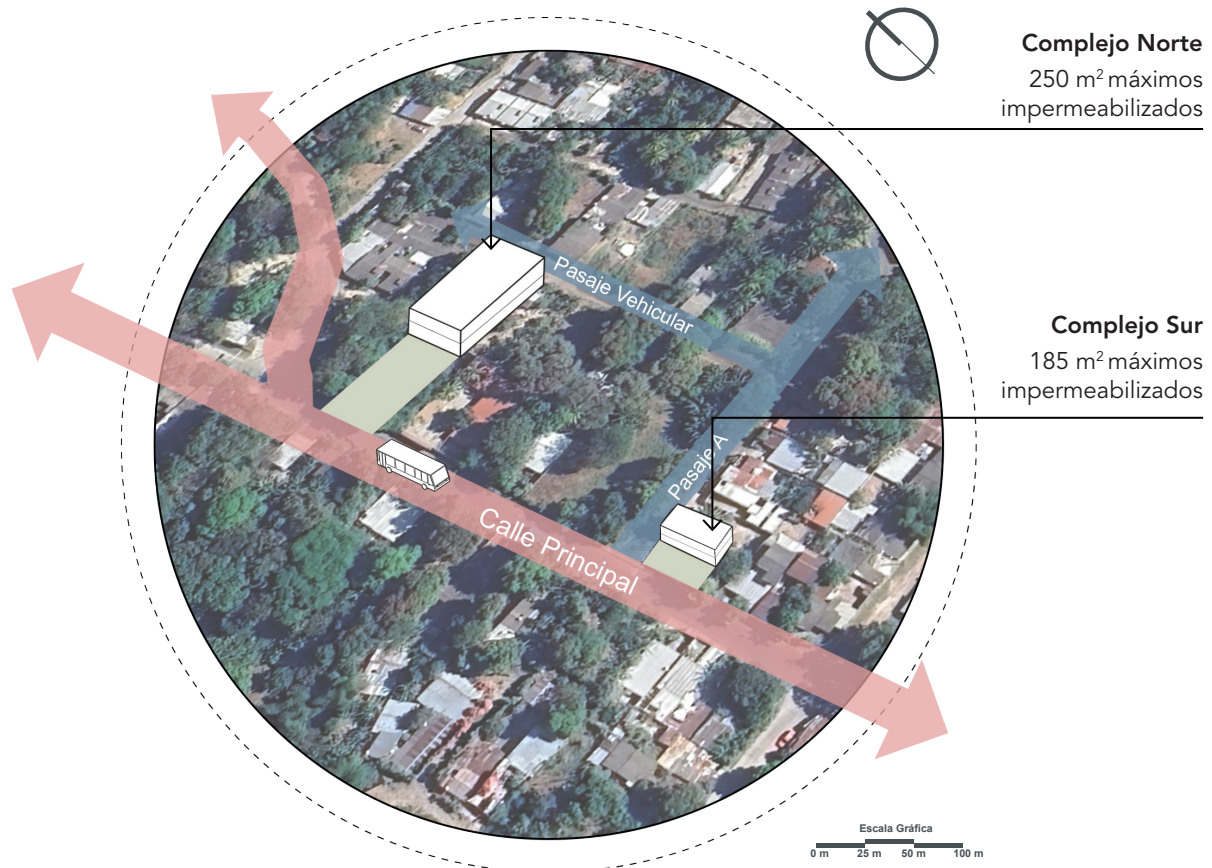 Complejo Norte
250 m² máximos
impermeabilizados
Complejo Sur
185 m² máximos
impermeabilizados
Pasaje Vehicular
Pasaje A
Calle Principal
Escala Gráfica
0 m 25 m 50 m 100 m